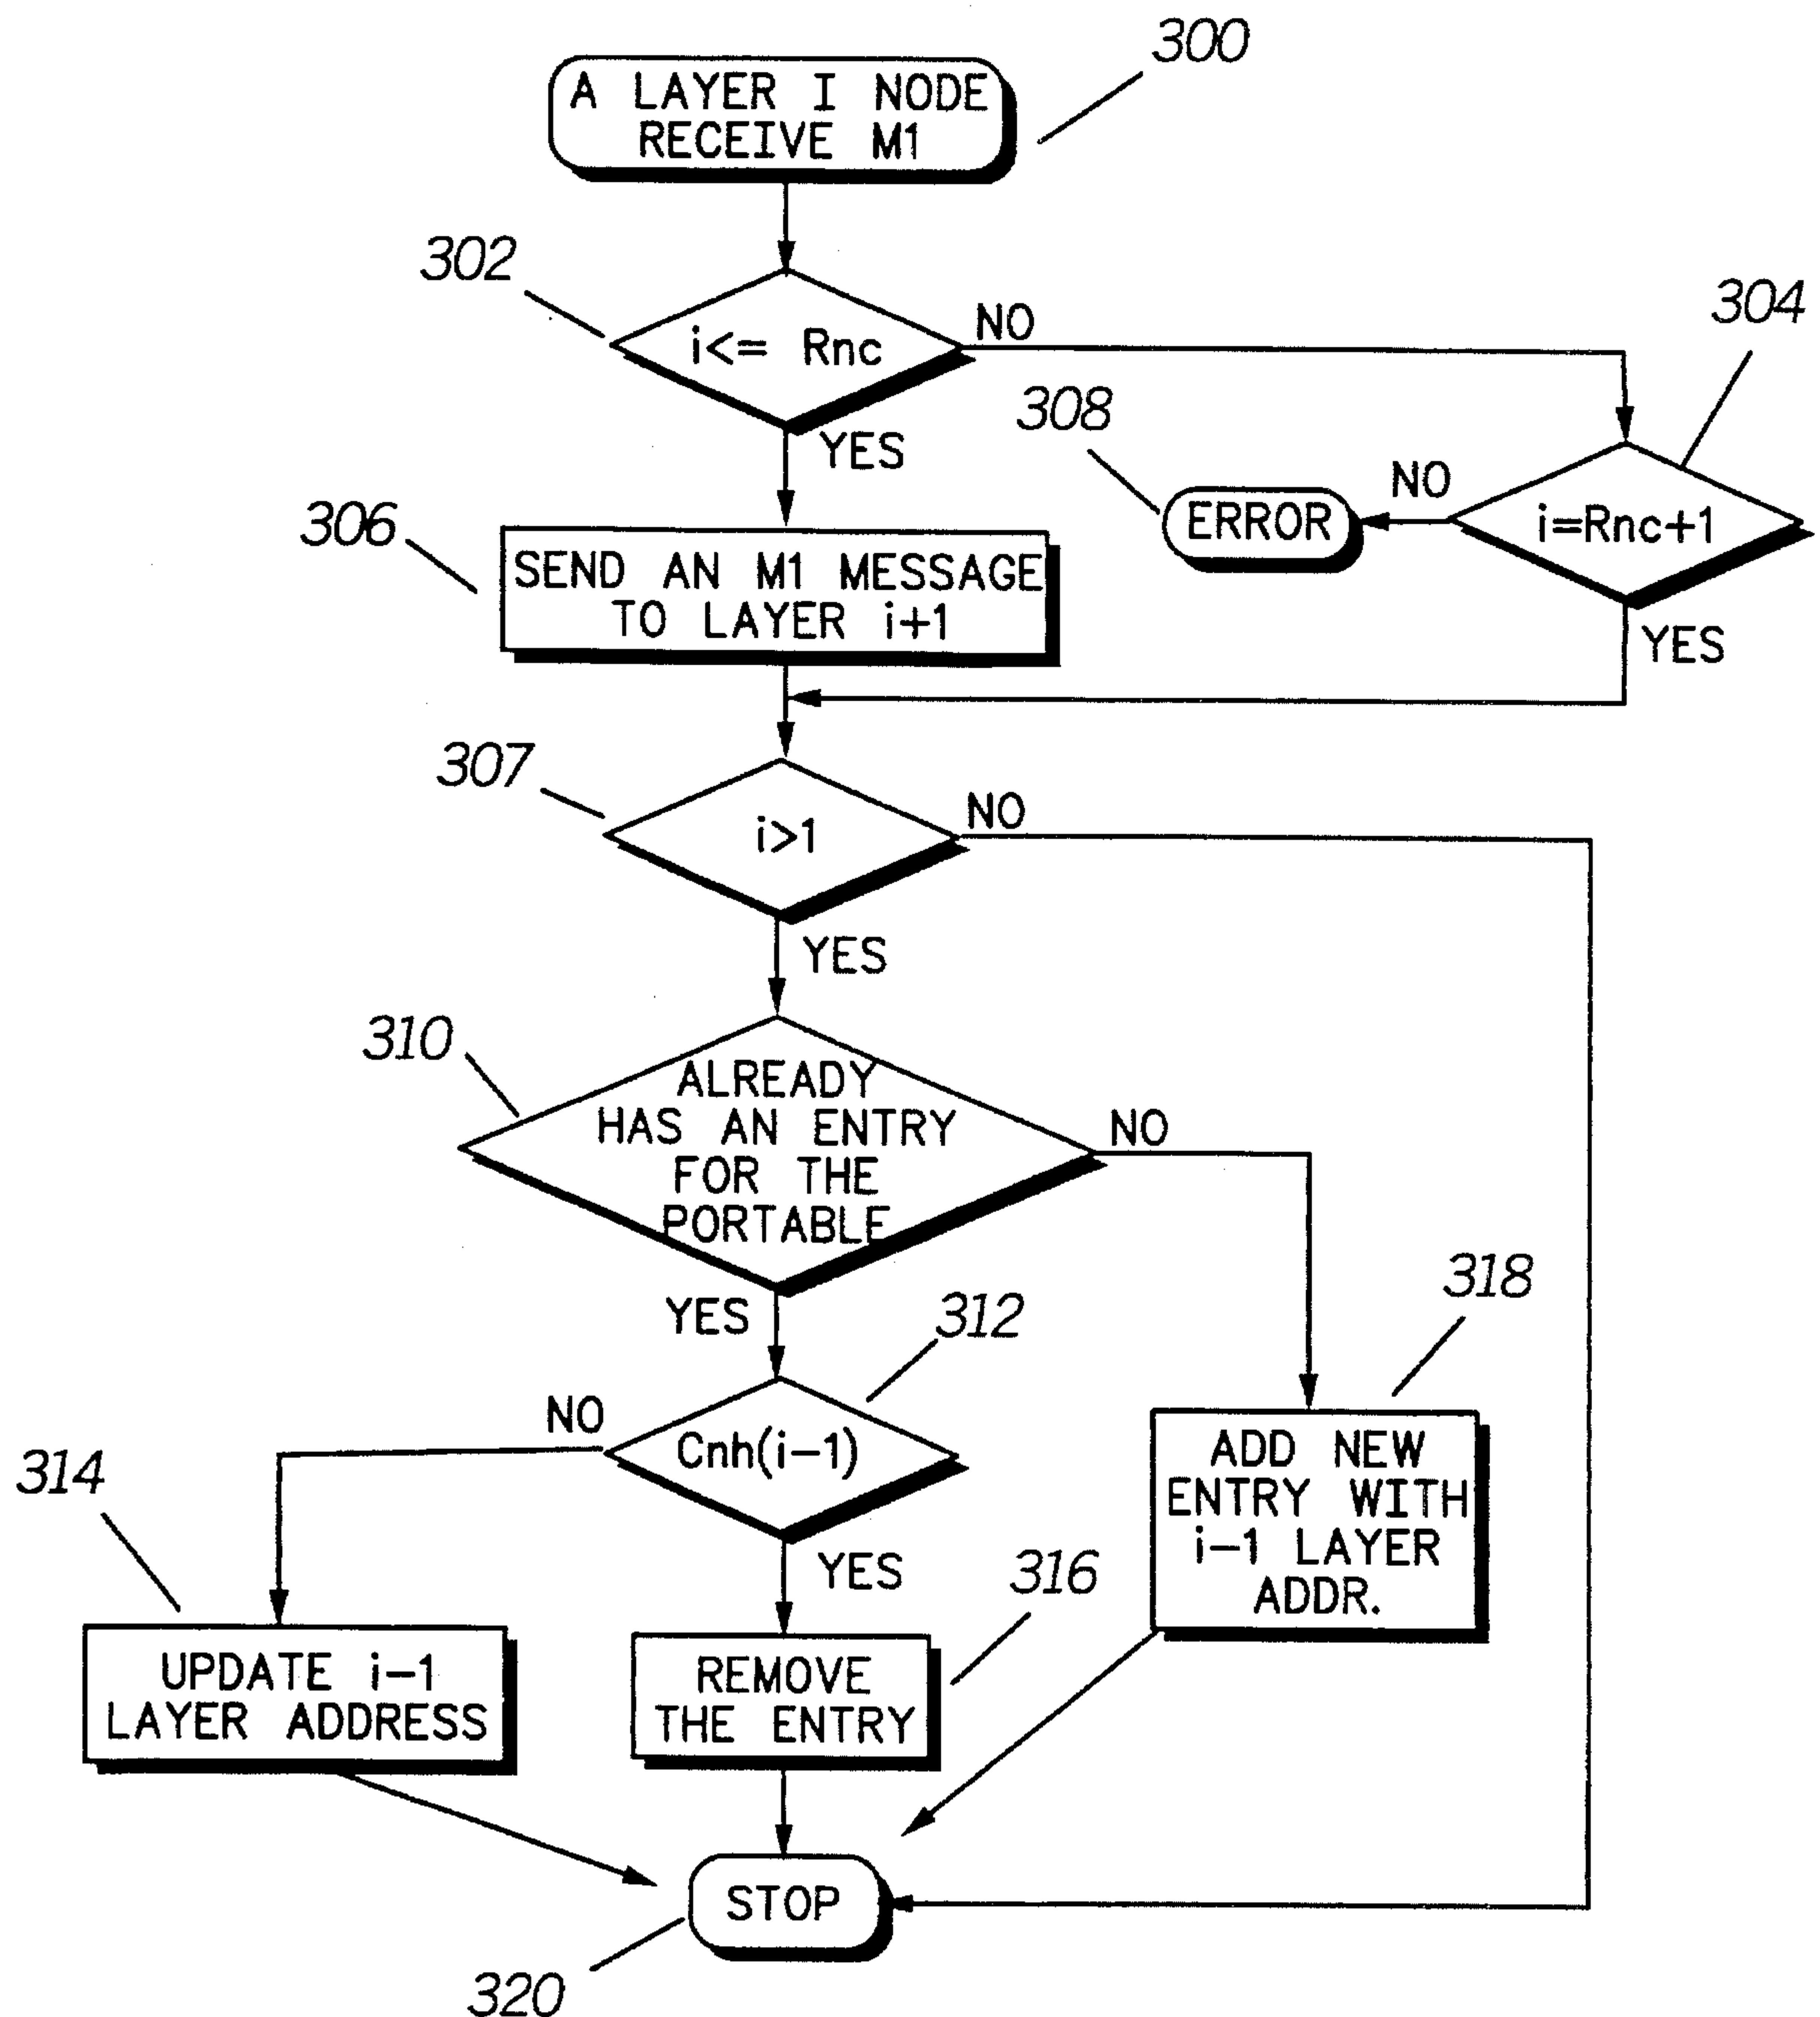 300
A LAYER I NODE
RECEIVE M1
302
i<= Rnc
NO
304
308
YES
NO
ERROR
i=Rnc+1
306
SEND AN M1 MESSAGE
TO LAYER i+1
YES
307
i>1
NO
YES
310
ALREADY
HAS AN ENTRY
FOR THE
PORTABLE
NO
318
YES
312
NO
Cnh(i-1)
314
ADD NEW
ENTRY WITH
i-1 LAYER
ADDR.
YES
316
UPDATE i-1
LAYER ADDRESS
REMOVE
THE ENTRY
STOP
320